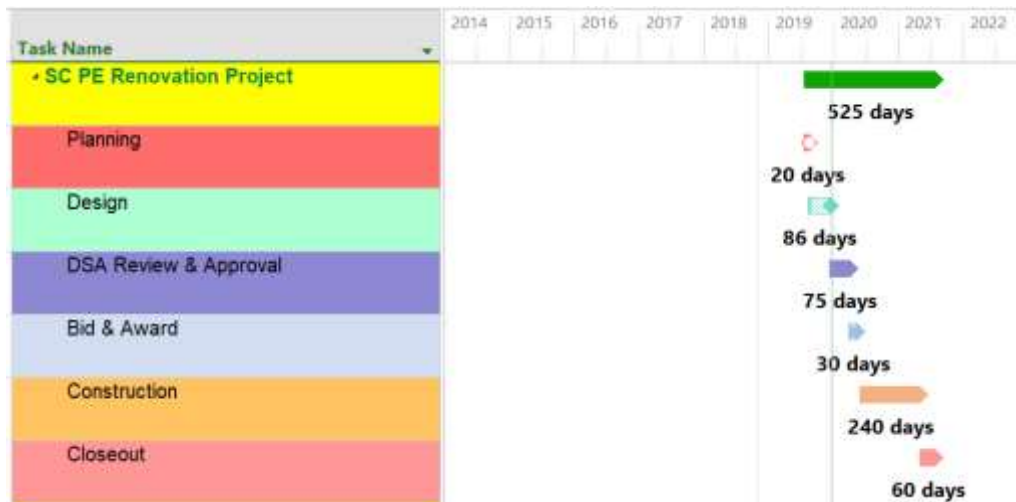 2014 2015 2016 2017 2018 2019 2020 2021 2022
Task Name
SC PE Renovation Project
525 days
Planning
20 days
Design
86 days
DSA Review & Approval
75 days
Bid & Award
30 days
Construction
240 days
Closeout
60 days